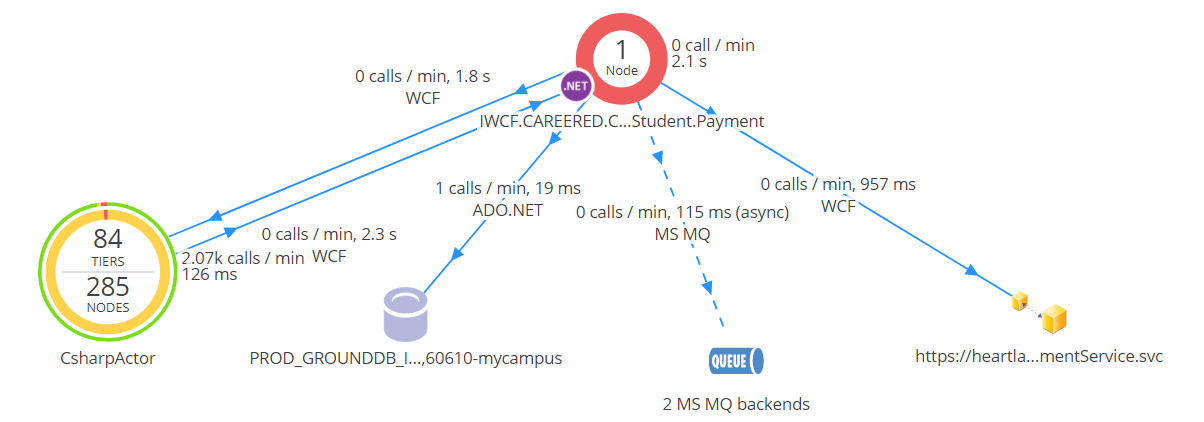 1
Node
0 call / min
2.1 s
.NET
IWCF.CAREERED.C...Student.Payment
0 calls / min, 1.8 s
WCF
1 calls / min, 19 ms
ADO.NET
0 calls / min, 115 ms (async)
MS MQ
0 calls / min, 957 ms
WCF
0 calls / min, 2.3 s
WCF
2.07k calls / min
126 ms
84
TIERS
285
NODES
CsharpActor
PROD_GROUNDDB_I...,60610-mycampus
QUEUE
2 MS MQ backends
https://heartla...mentService.svc